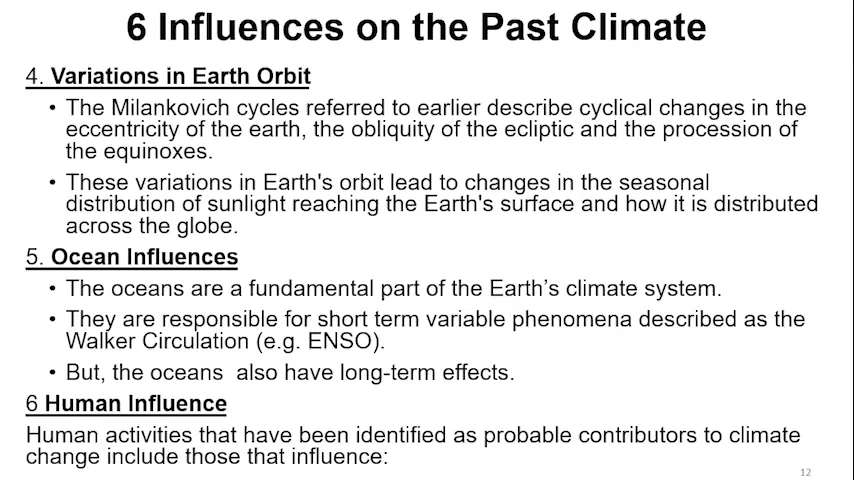 6 Influences on the Past Climate
4. Variations in Earth Orbit
• The Milankovich cycles referred to earlier describe cyclical changes in the
eccentricity of the earth, the obliquity of the ecliptic and the procession of
the equinoxes.
• These variations in Earth's orbit lead to changes in the seasonal
distribution of sunlight reaching the Earth's surface and how it is distributed
across the globe.
5. Ocean Influences
• The oceans are a fundamental part of the Earth’s climate system.
• They are responsible for short term variable phenomena described as the
Walker Circulation (e.g. ENSO).
• But, the oceans  also have long-term effects.
6 Human Influence
Human activities that have been identified as probable contributors to climate
change include those that influence:
12